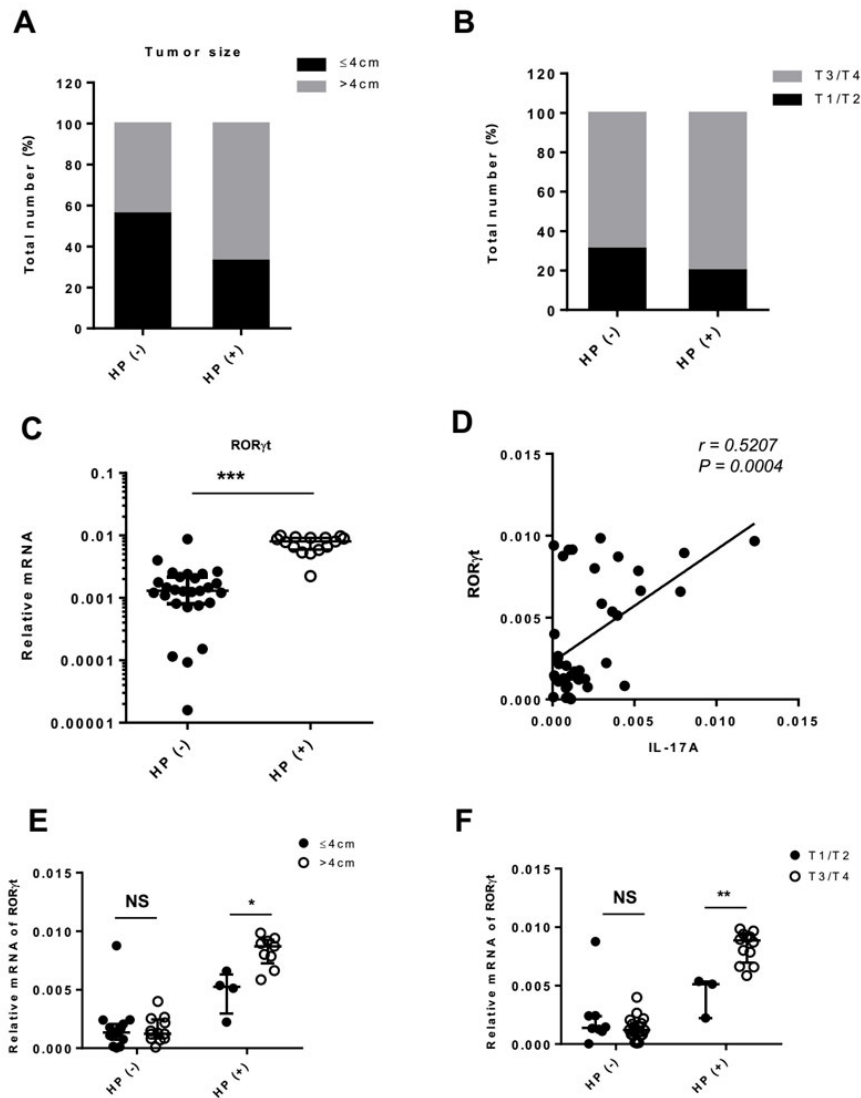 A
Tumor size
≤4cm
>4cm
120
100
80
60
40
20
0
Total number (%)
HP (-)
HP (+)
B
T3/T4
T1/T2
120
100
80
60
40
20
0
Total number (%)
HP (-)
HP (+)
C
RORγt
***
0.1
0.01
0.001
0.0001
0.00001
Relative mRNA
HP (-)
HP (+)
D
r = 0.5207
P = 0.0004
0.015
0.010
0.005
0.000
RORγt
0.000
0.005
0.010
0.015
IL-17A
E
≤4cm
>4cm
0.015
0.010
0.005
0.000
Relative mRNA of RORγt
NS
*
HP (-)
HP (+)
F
T1/T2
T3/T4
0.015
0.010
0.005
0.000
Relative mRNA of RORγt
NS
**
HP (-)
HP (+)